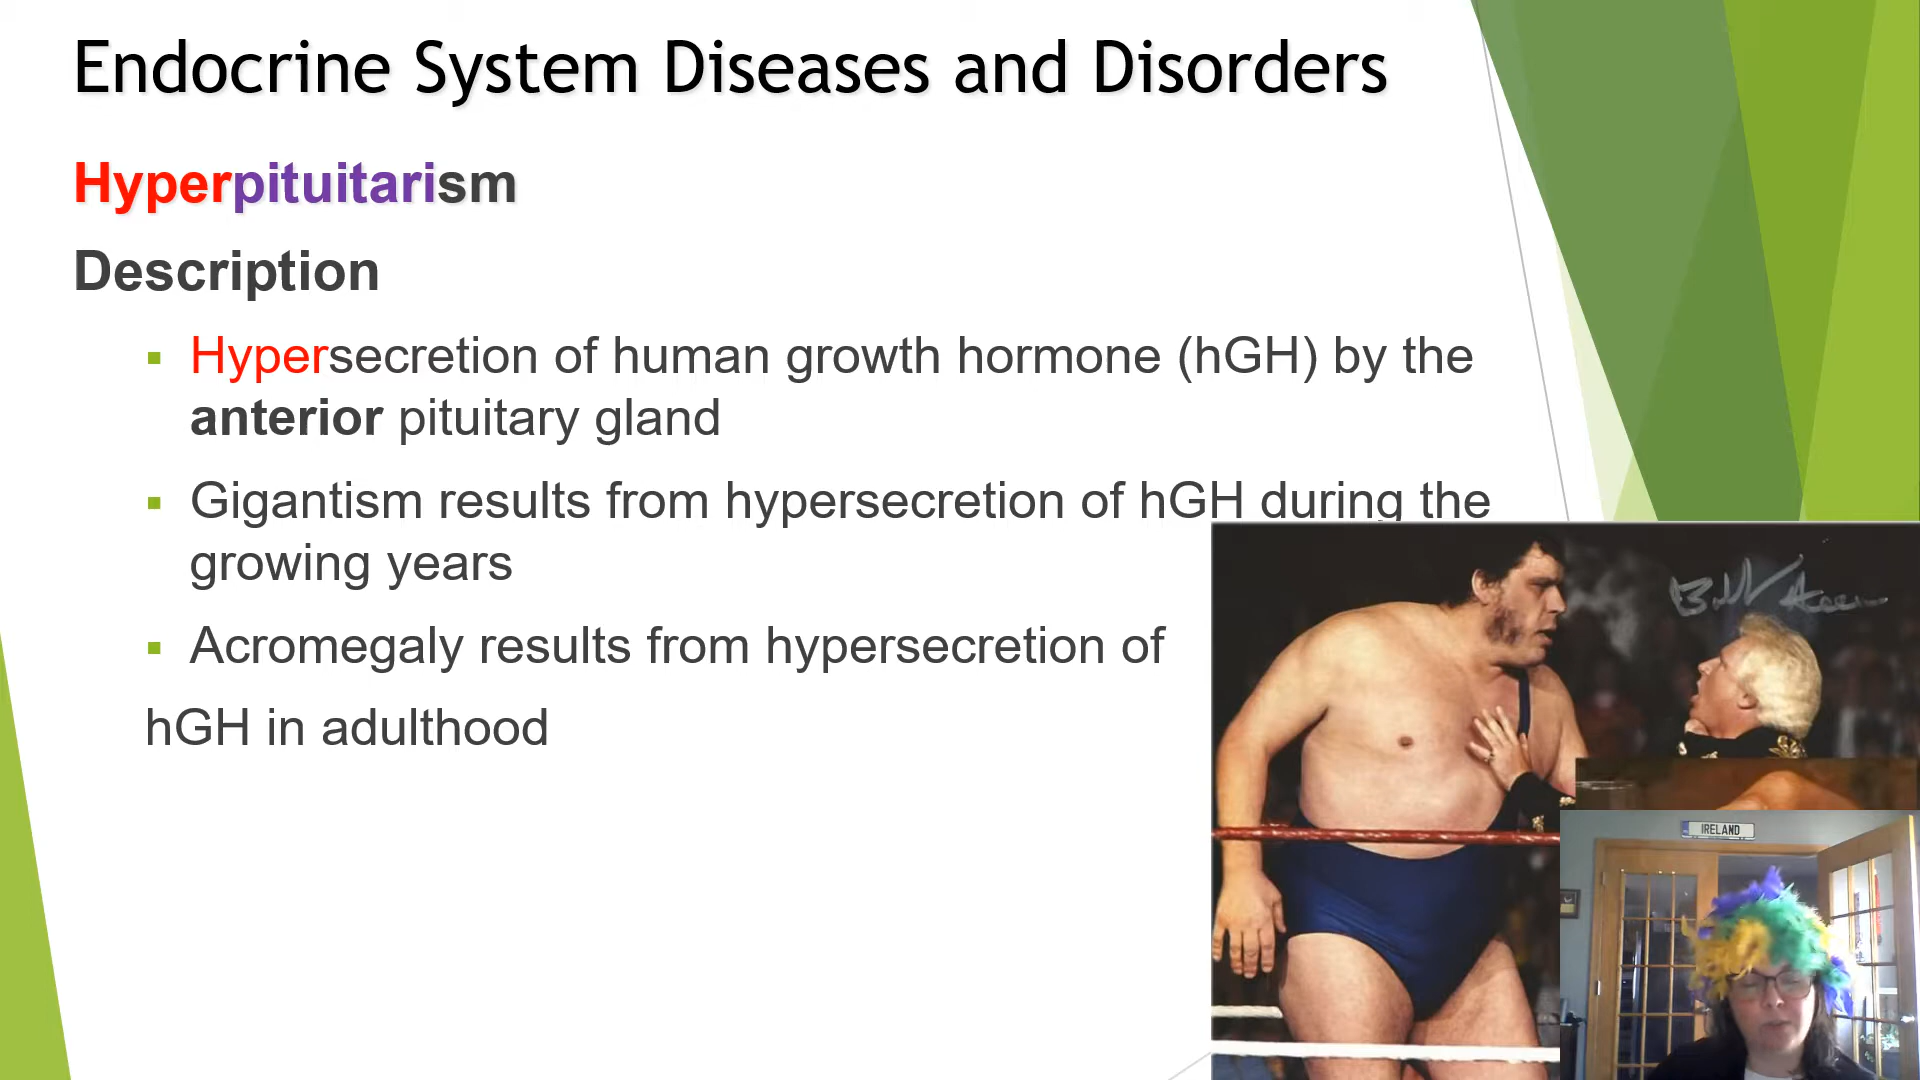 Endocrine System Diseases and Disorders
Hyperpituitarism
Description
▪ Hypersecretion of human growth hormone (hGH) by the
anterior pituitary gland
▪ Gigantism results from hypersecretion of hGH during the
growing years
▪ Acromegaly results from hypersecretion of
hGH in adulthood
IRELAND